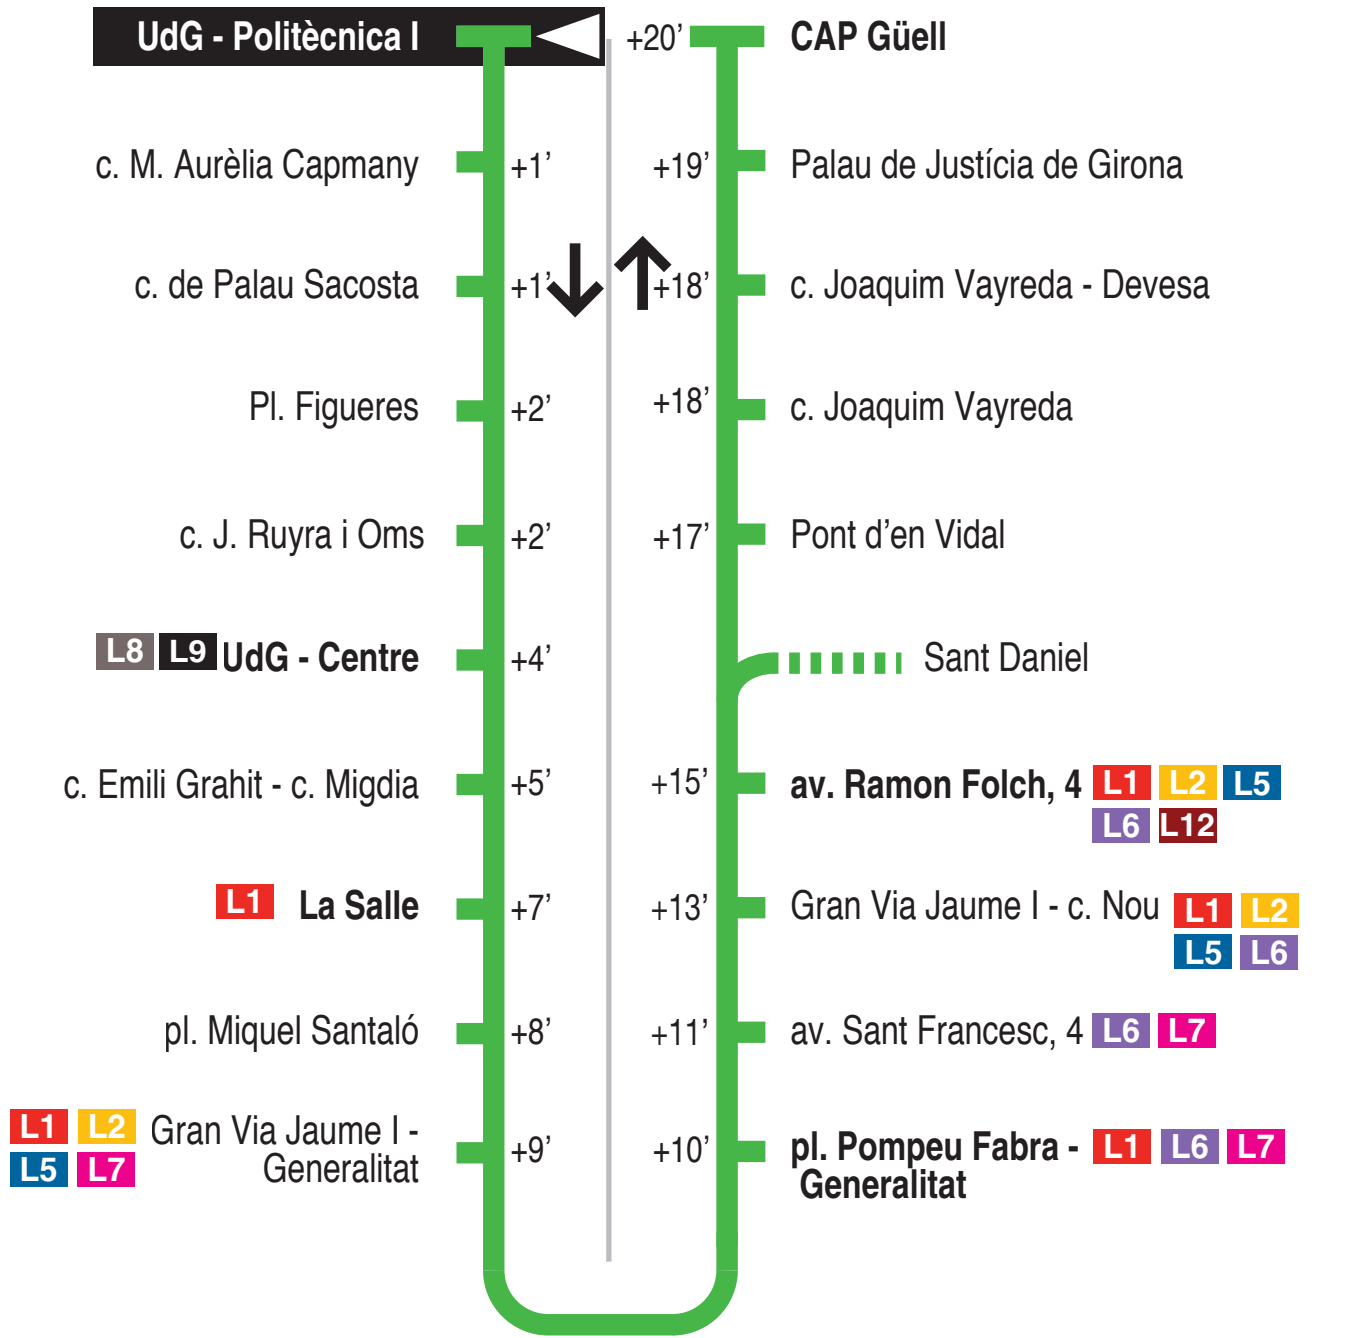 UdG - Politècnica I
c. M. Aurèlia Capmany +1’
c. de Palau Sacosta +1’
Pl. Figueres +2’
c. J. Ruyra i Oms +2’
L8 L9 UdG - Centre +4’
c. Emili Grahit - c. Migdia +5’
L1 La Salle +7’
pl. Miquel Santaló +8’
L1 L2 Gran Via Jaume I -
L5 L7 Generalitat +9’
+20’ CAP Güell
+19’ Palau de Justícia de Girona
+18’ c. Joaquim Vayreda - Devesa
+18’ c. Joaquim Vayreda
+17’ Pont d’en Vidal
Sant Daniel
+15’ av. Ramon Folch, 4 L1 L2 L5
L6 L12
+13’ Gran Via Jaume I - c. Nou L1 L2
L5 L6
+11’ av. Sant Francesc, 4 L6 L7
+10’ pl. Pompeu Fabra - L1 L6 L7
Generalitat